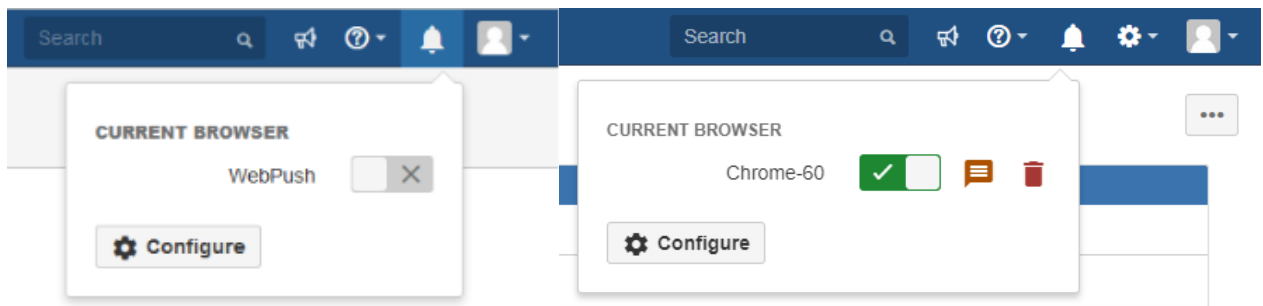 Search
CURRENT BROWSER
WebPush
Configure
Search
CURRENT BROWSER
Chrome-60
Configure